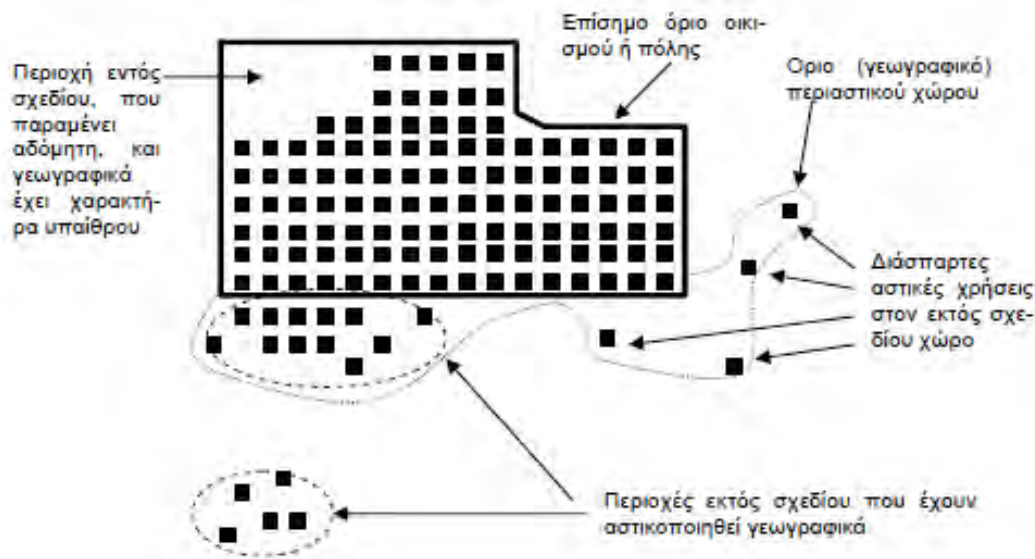 Περιοχή εντός
σχεδίου, που
παραμένει
αδόμητη, και
γεωγραφικά
έχει χαρακτή-
ρα υπαίθρου
Επίσημο όριο οικι-
σμού ή πόλης
Οριο (γεωγραφικό)
περιαστικού χώρου
Διάσπαρτες
αστικές χρήσεις
στον εκτός σχε-
δίου χώρο
Περιοχές εκτός σχεδίου που έχουν
αστικοποιηθεί γεωγραφικά